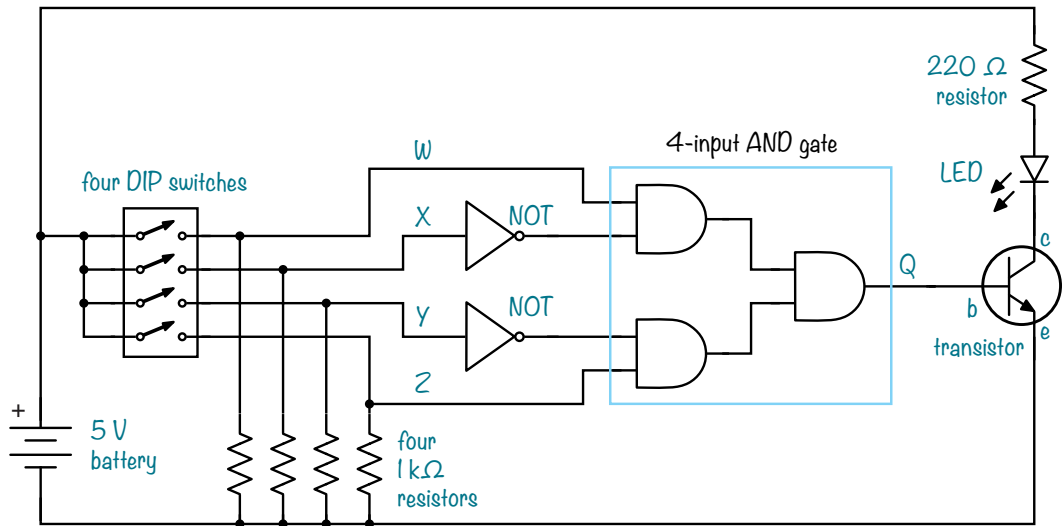 220 Ω
resistor
4-input AND gate
W
LED
four DIP switches
X
NOT
c
Q
Y
NOT
b
e
transistor
Z
+
5 V
battery
four
1 kΩ
resistors